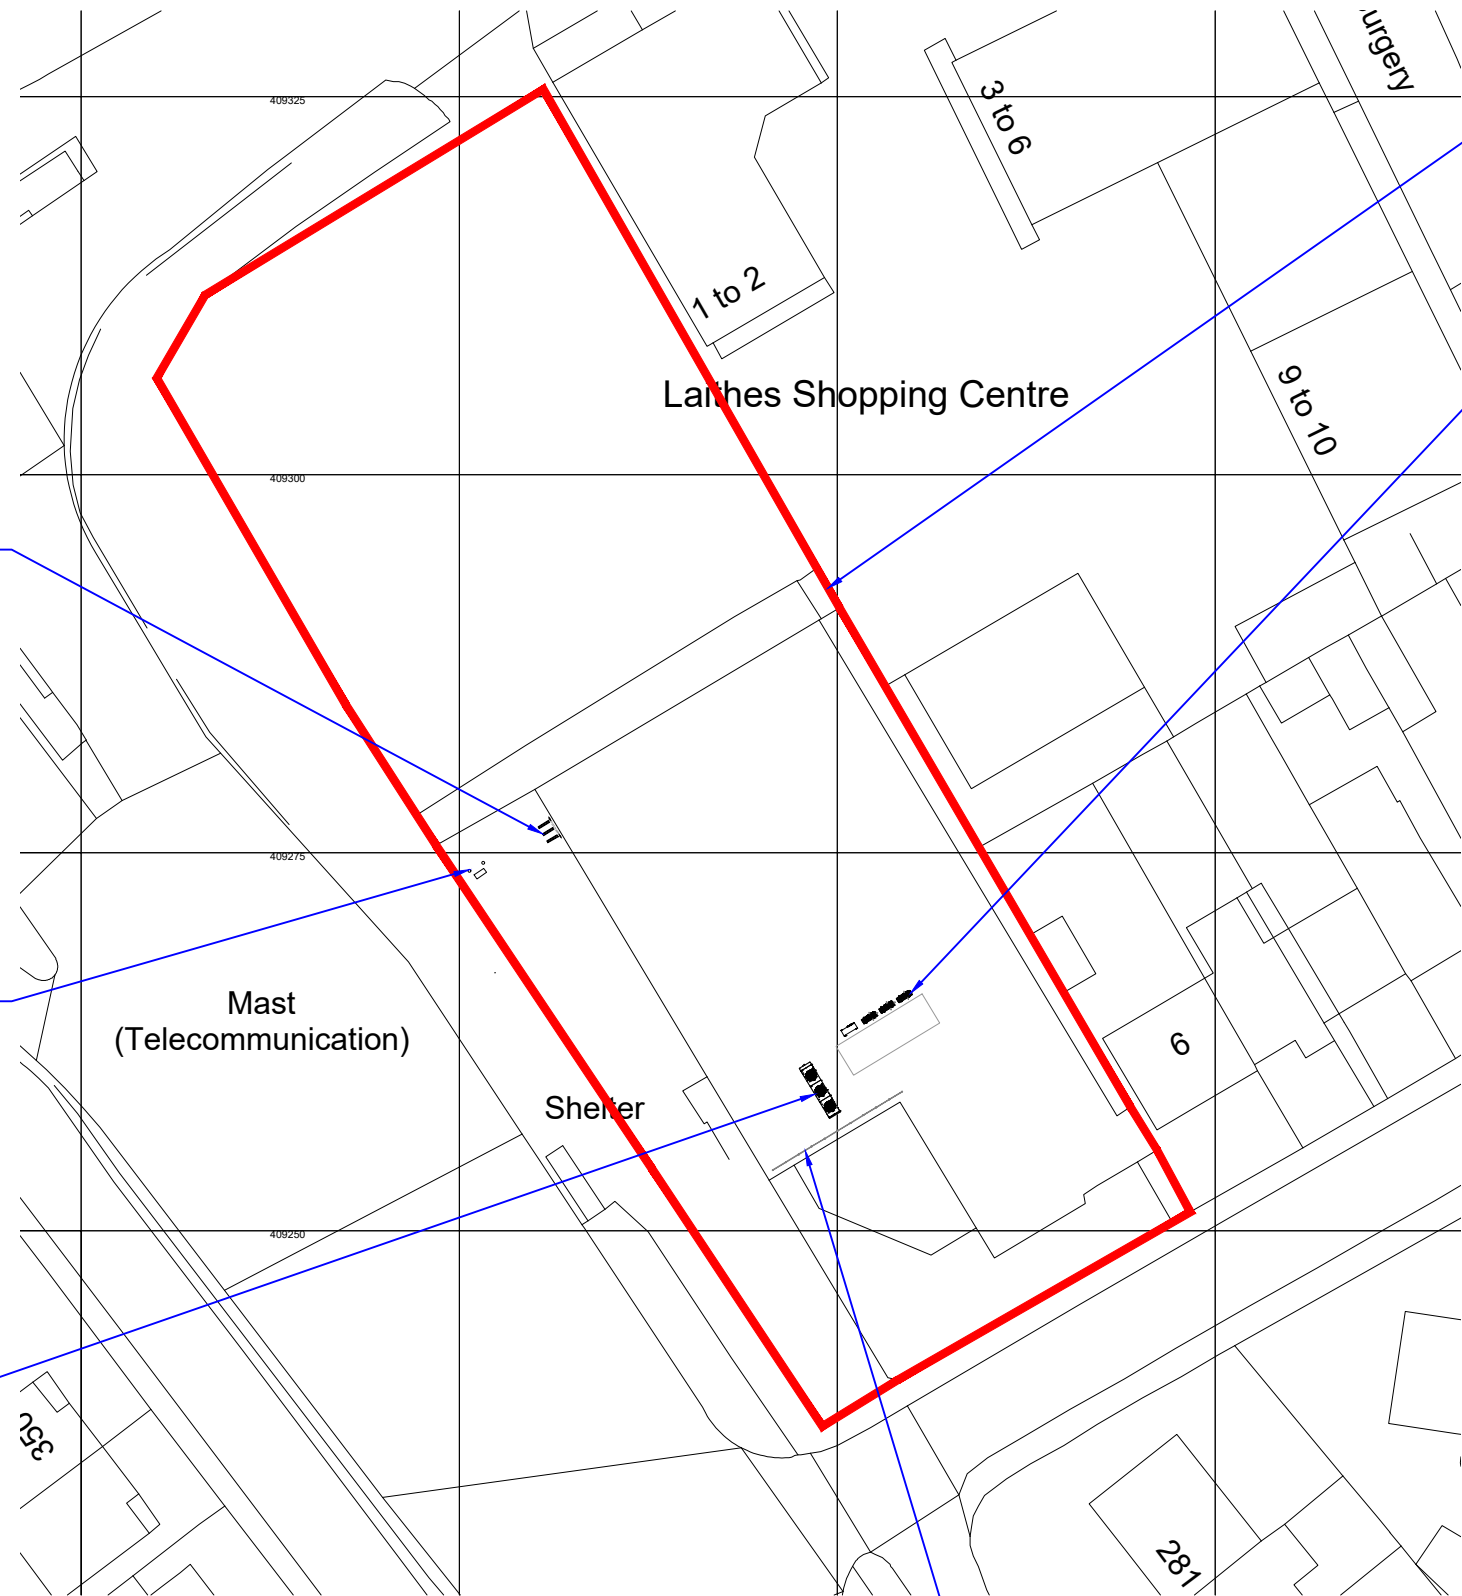 urgery
409325
3 to 6
1 to 2
Laithes Shopping Centre
9 to 10
409300
409275
Mast
(Telecommunication)
6
Shelter
409250
350
281